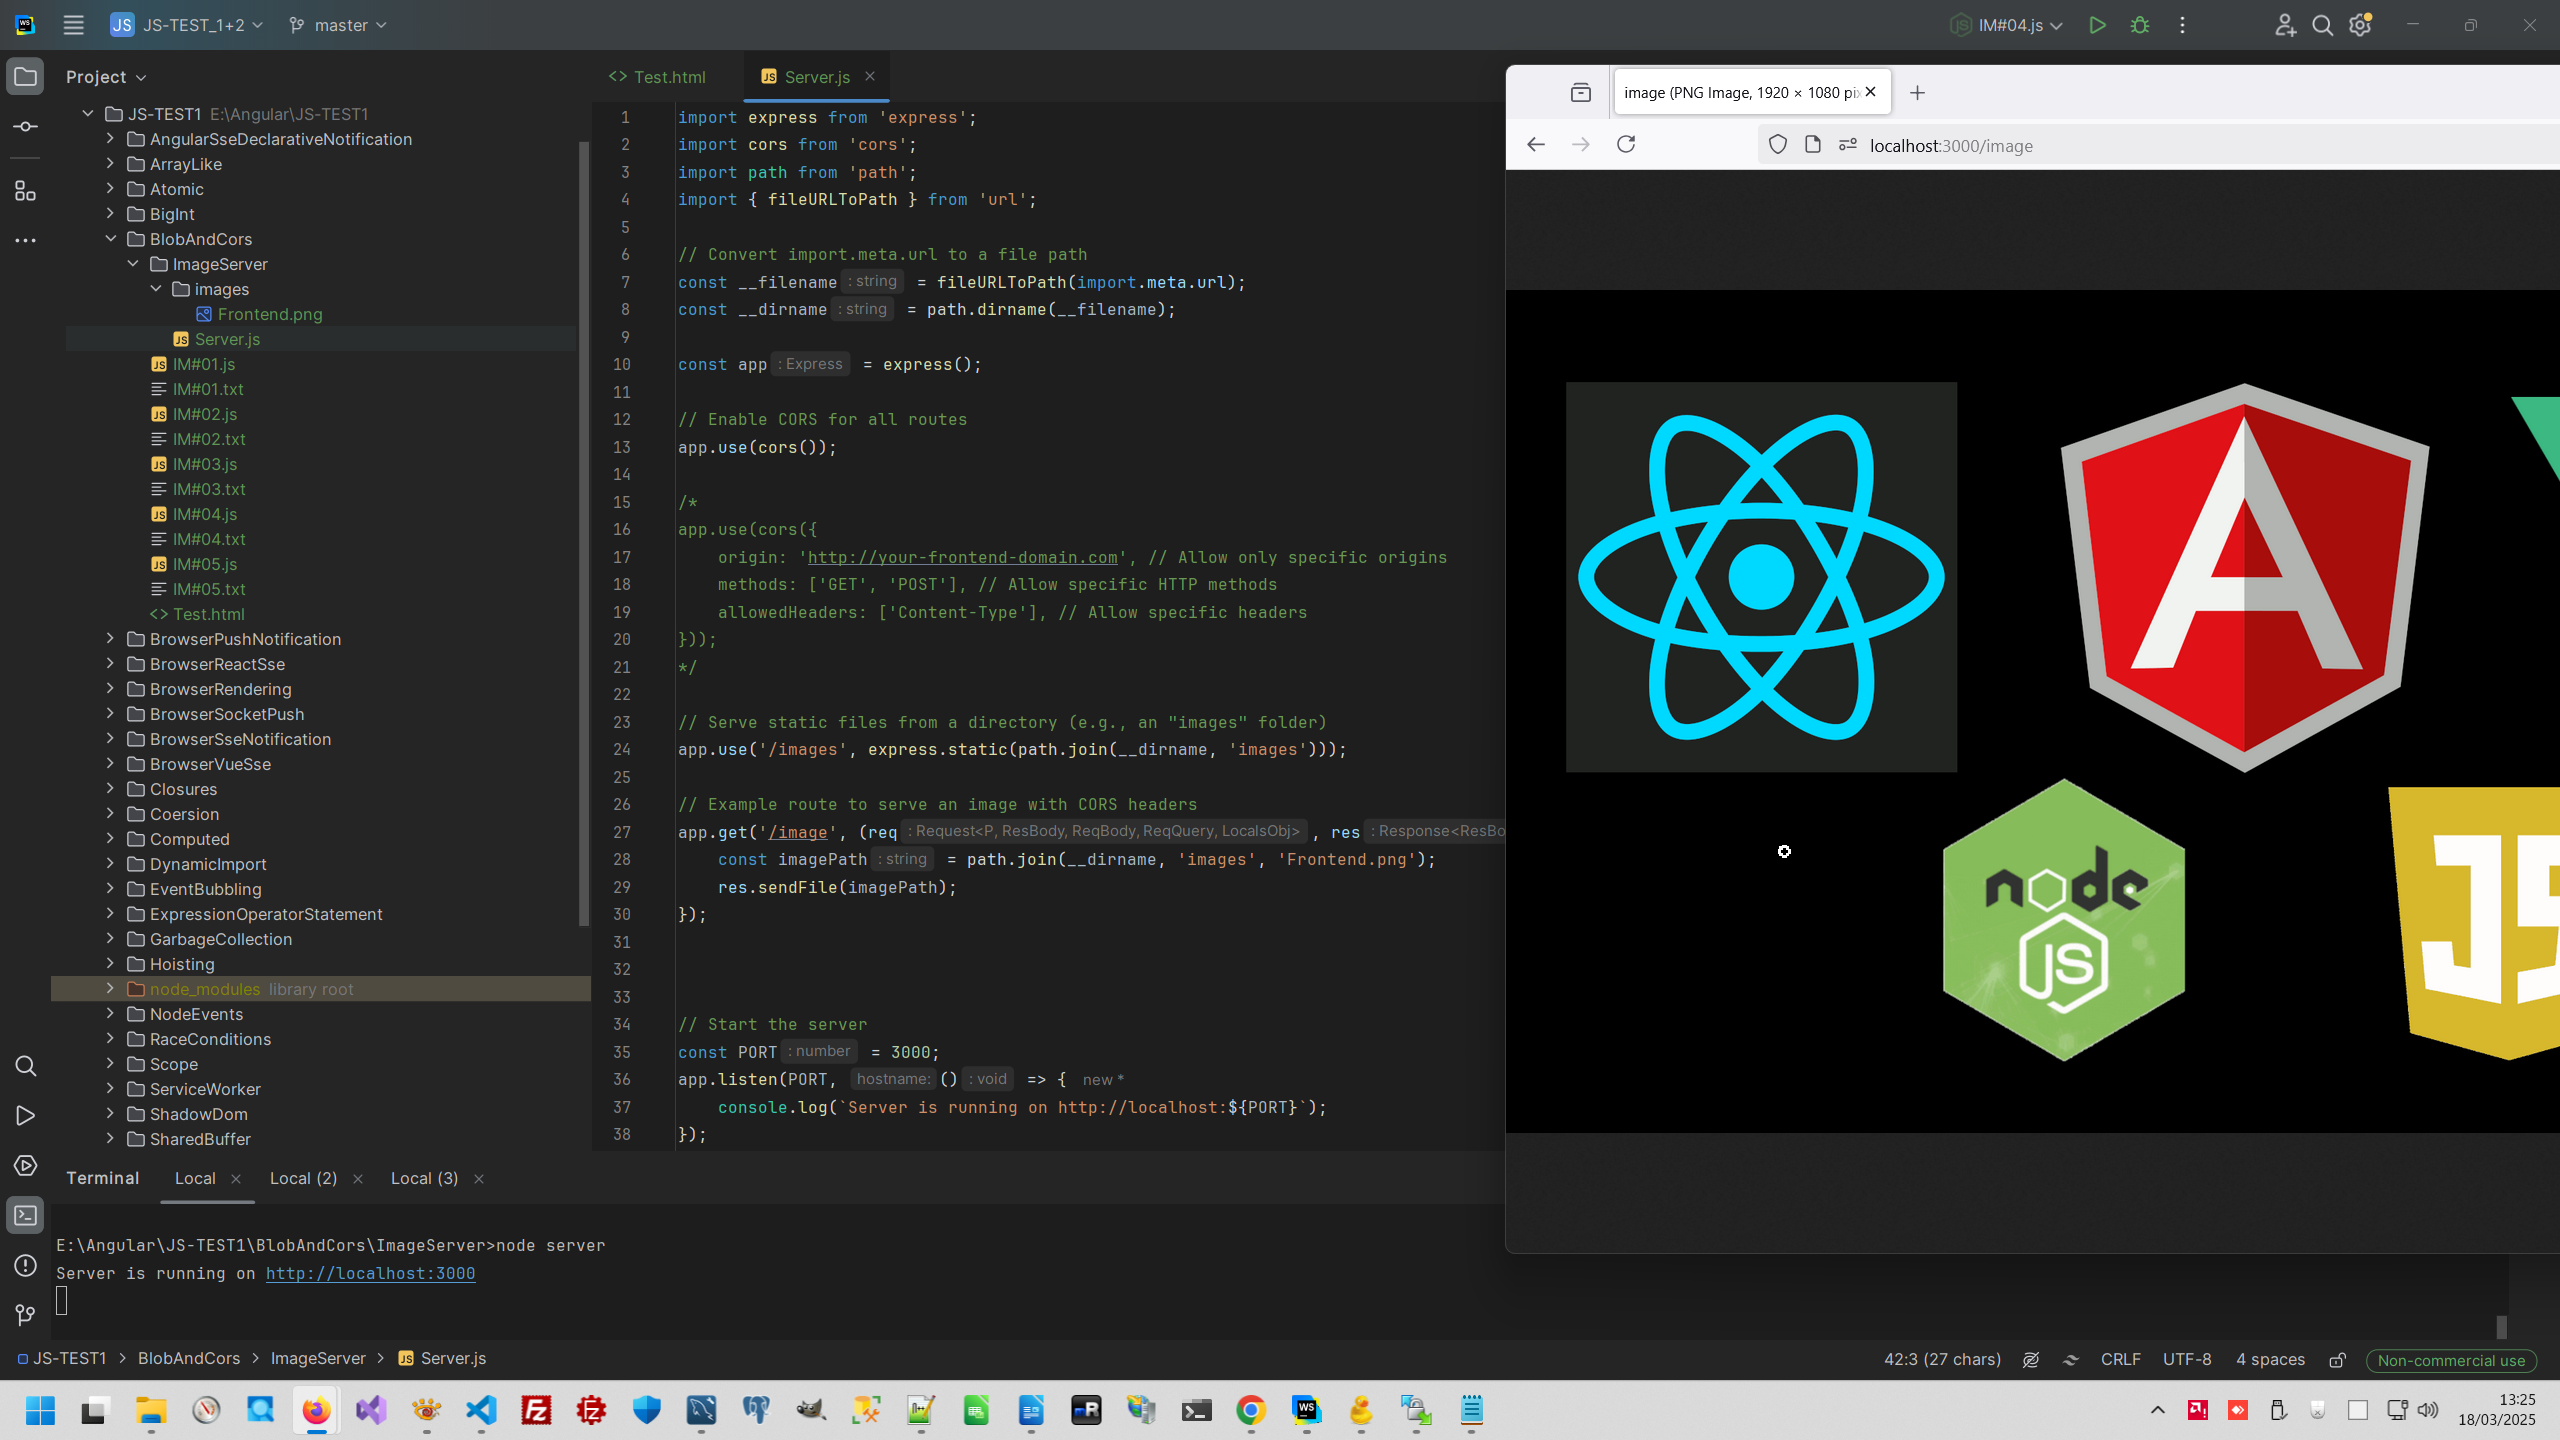 WS
JS JS-TEST_1+2
master
JS IM#04.js
Project
JS-TEST1 E:\Angular\JS-TEST1
AngularSseDeclarativeNotification
ArrayLike
Atomic
BigInt
BlobAndCors
ImageServer
images
Frontend.png
JS Server.js
JS IM#01.js
IM#01.txt
JS IM#02.js
IM#02.txt
JS IM#03.js
IM#03.txt
JS IM#04.js
IM#04.txt
JS IM#05.js
IM#05.txt
<> Test.html
BrowserPushNotification
BrowserReactSse
BrowserRendering
BrowserSocketPush
BrowserSseNotification
BrowserVueSse
Closures
Coersion
Computed
DynamicImport
EventBubbling
ExpressionOperatorStatement
GarbageCollection
Hoisting
node_modules library root
NodeEvents
RaceConditions
Scope
ServiceWorker
ShadowDom
SharedBuffer
<> Test.html
JS Server.js
1 import express from 'express';
2 import cors from 'cors';
3 import path from 'path';
4 import { fileURLToPath } from 'url';
5
6 // Convert import.meta.url to a file path
7 const __filename : string = fileURLToPath(import.meta.url);
8 const __dirname : string = path.dirname(__filename);
9
10 const app : Express = express();
11
12 // Enable CORS for all routes
13 app.use(cors());
14
15 /*
16 app.use(cors({
17 origin: 'http://your-frontend-domain.com', // Allow only specific origins
18 methods: ['GET', 'POST'], // Allow specific HTTP methods
19 allowedHeaders: ['Content-Type'], // Allow specific headers
20 }));
21 */
22
23 // Serve static files from a directory (e.g., an "images" folder)
24 app.use('/images', express.static(path.join(__dirname, 'images')));
25
26 // Example route to serve an image with CORS headers
27 app.get('/image', (req : Request<P, ResBody, ReqBody, ReqQuery, LocalsObj> , res : Response<ResBo
28 const imagePath : string = path.join(__dirname, 'images', 'Frontend.png');
29 res.sendFile(imagePath);
30 });
31
32
33
34 // Start the server
35 const PORT : number = 3000;
36 app.listen(PORT, hostname: () : void => { new *
37 console.log(`Server is running on http://localhost:${PORT}`);
38 });
image (PNG Image, 1920 × 1080 pix
localhost:3000/image
A
node
JS
JS
Terminal
Local
Local (2)
Local (3)
E:\Angular\JS-TEST1\BlobAndCors\ImageServer>node server
Server is running on http://localhost:3000
JS-TEST1 > BlobAndCors > ImageServer > JS Server.js
42:3 (27 chars)
CRLF
UTF-8
4 spaces
Non-commercial use
13:25
18/03/2025